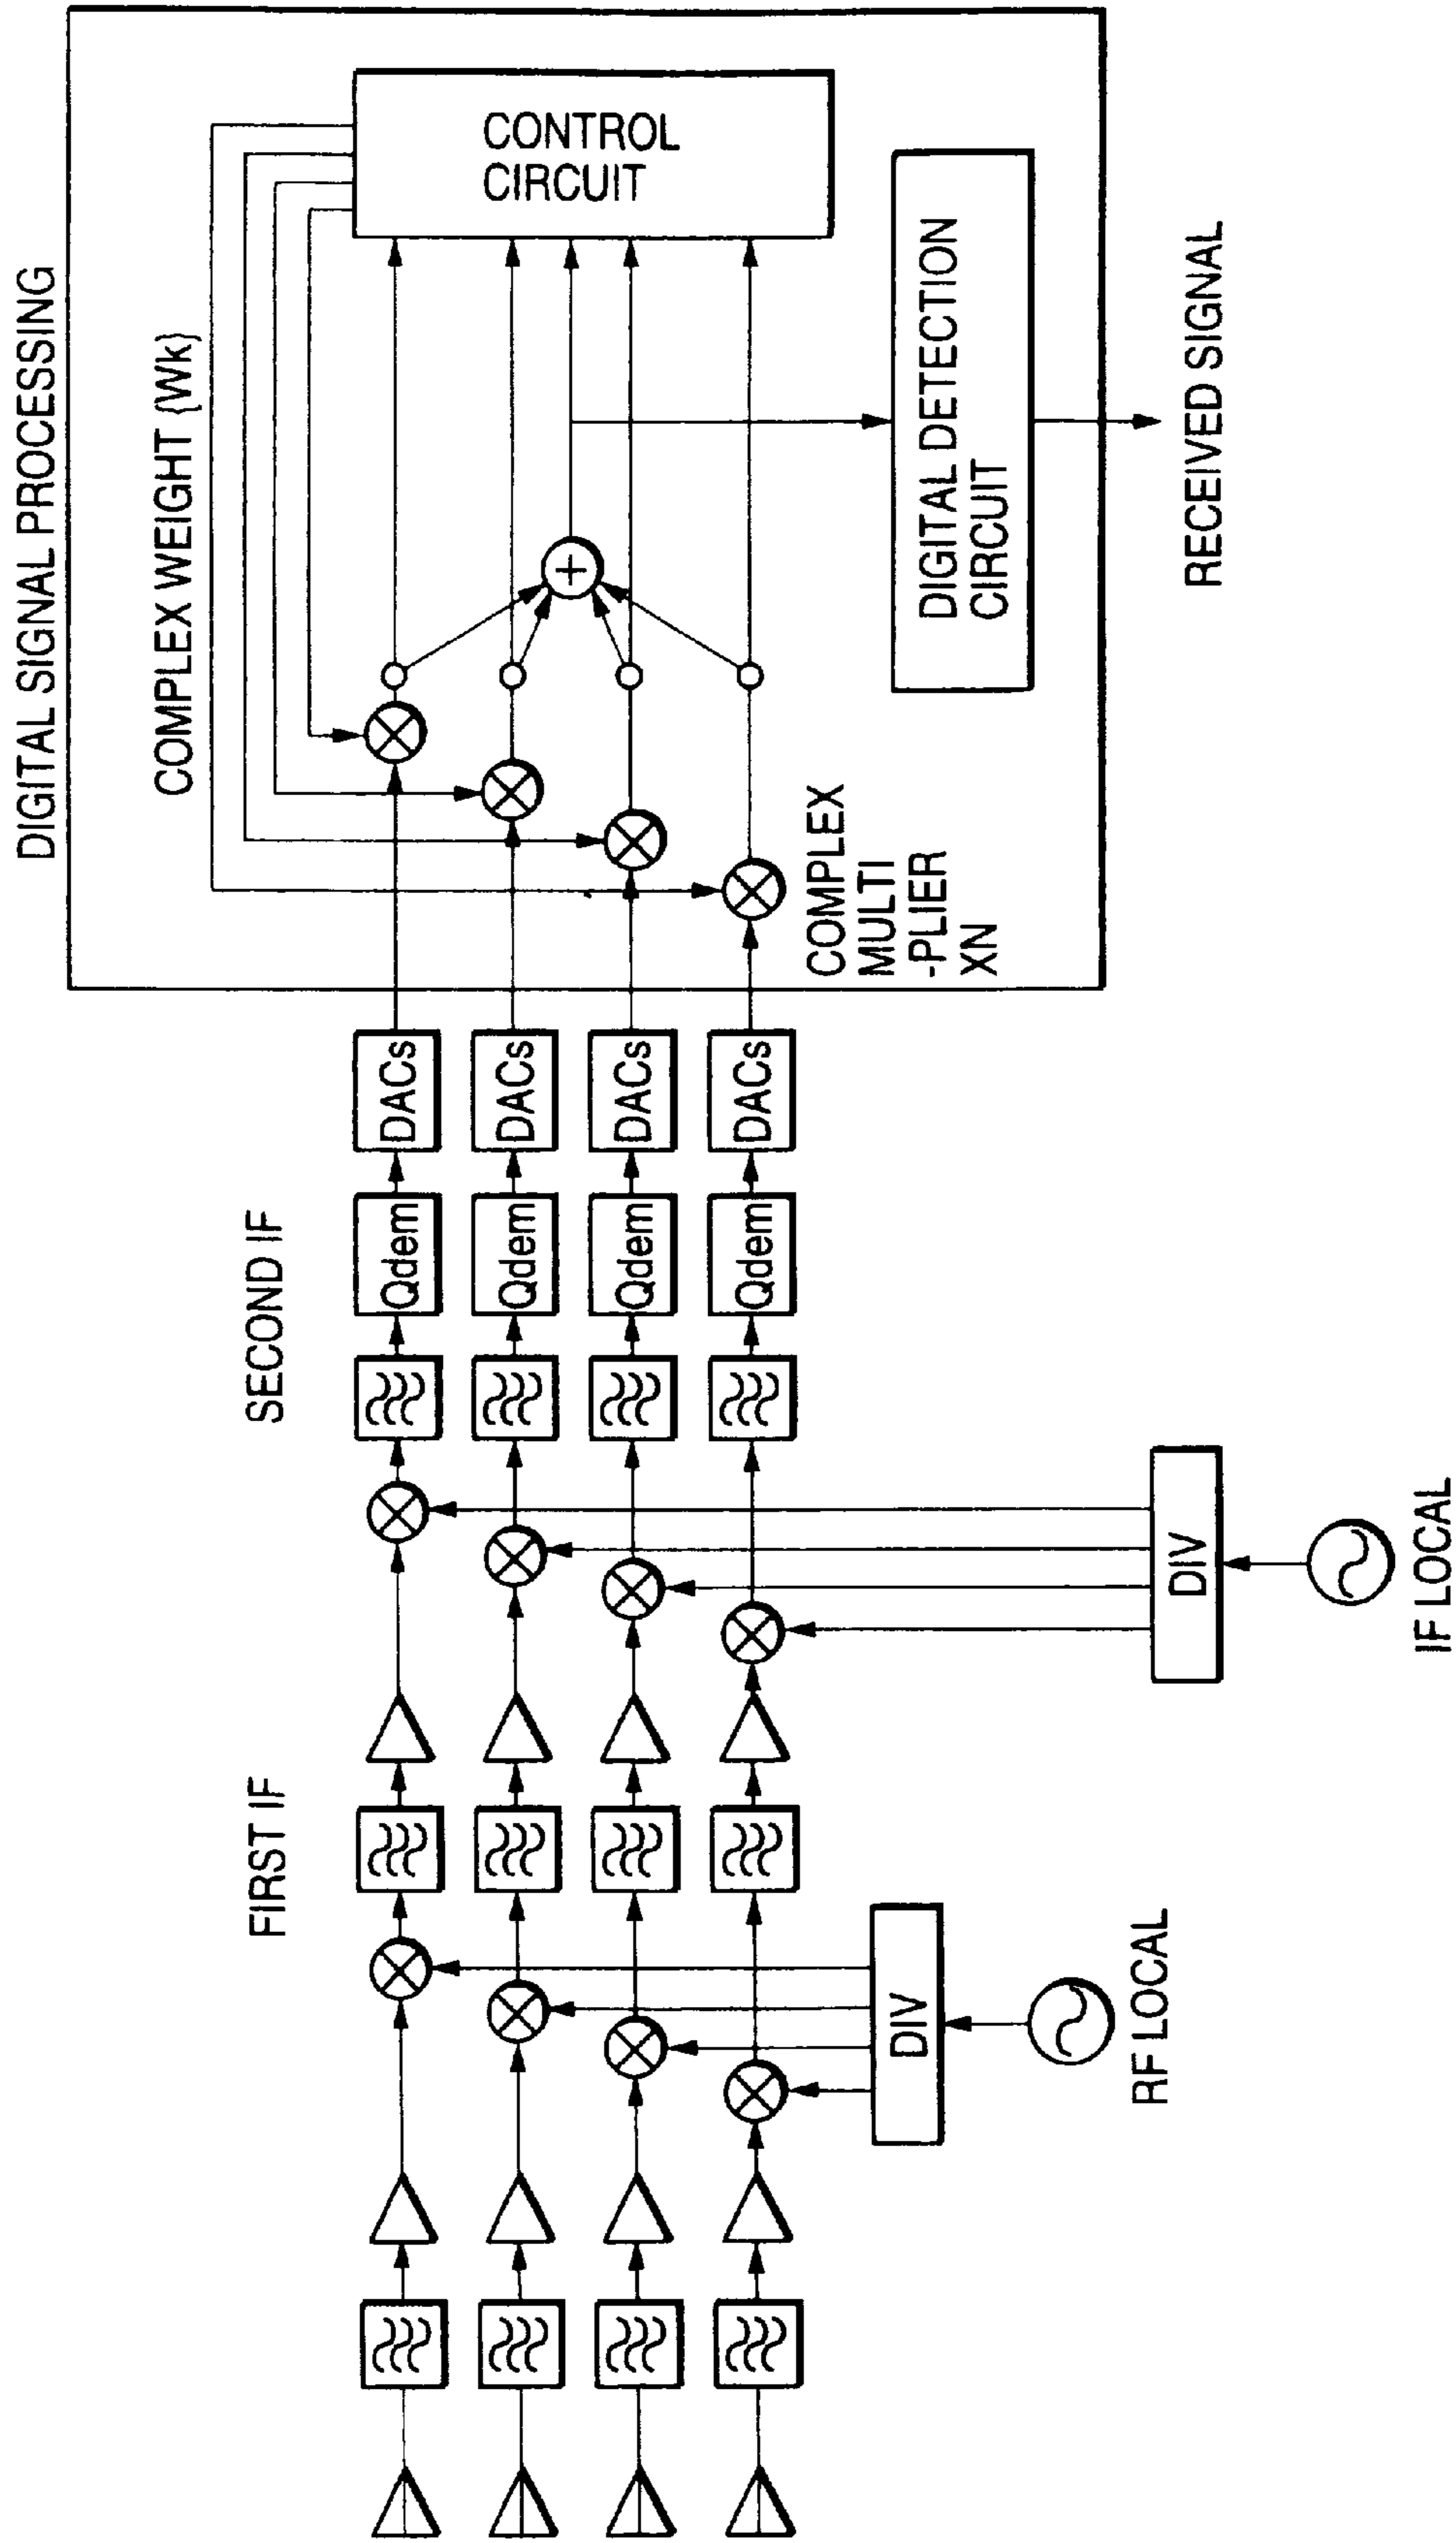 DIGITAL SIGNAL PROCESSING
COMPLEX WEIGHT {Wk}
CONTROL
CIRCUIT
FIRST IF
SECOND IF
Qdem
DACs
Qdem
DACs
Qdem
DACs
Qdem
DACs
COMPLEX
MULTI
-PLIER
XN
DIGITAL DETECTION
CIRCUIT
RECEIVED SIGNAL
DIV
RF LOCAL
DIV
IF LOCAL